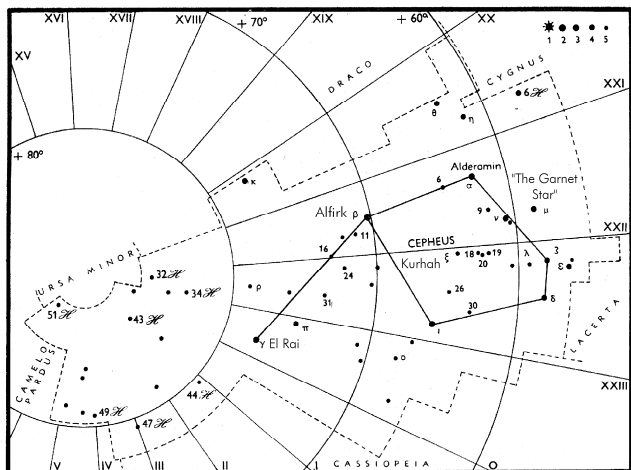 XVI XVII XVIII + 70° XIX + 60° XX
1 2 3 4 5
XV
DRACO
CYGNUS
6 ℋ
XXI
θ η
+ 80°
κ
Alderamin
6 α
"The Garnet
Star"
9 ν μ
Alfirk β
11
XXII
CEPHEUS
16
Kurhah ξ 18 19
20
λ ζ
ε
URSA MINOR
32 ℋ
24
34 ℋ
ρ
26
δ
51 ℋ
43 ℋ
31
30
ι
π
γ El Rai
LACERTA
CAMELO
PARDUS
ο
XXIII
44 ℋ
49 ℋ
47 ℋ
V IV III II I CASSIOPEIA O